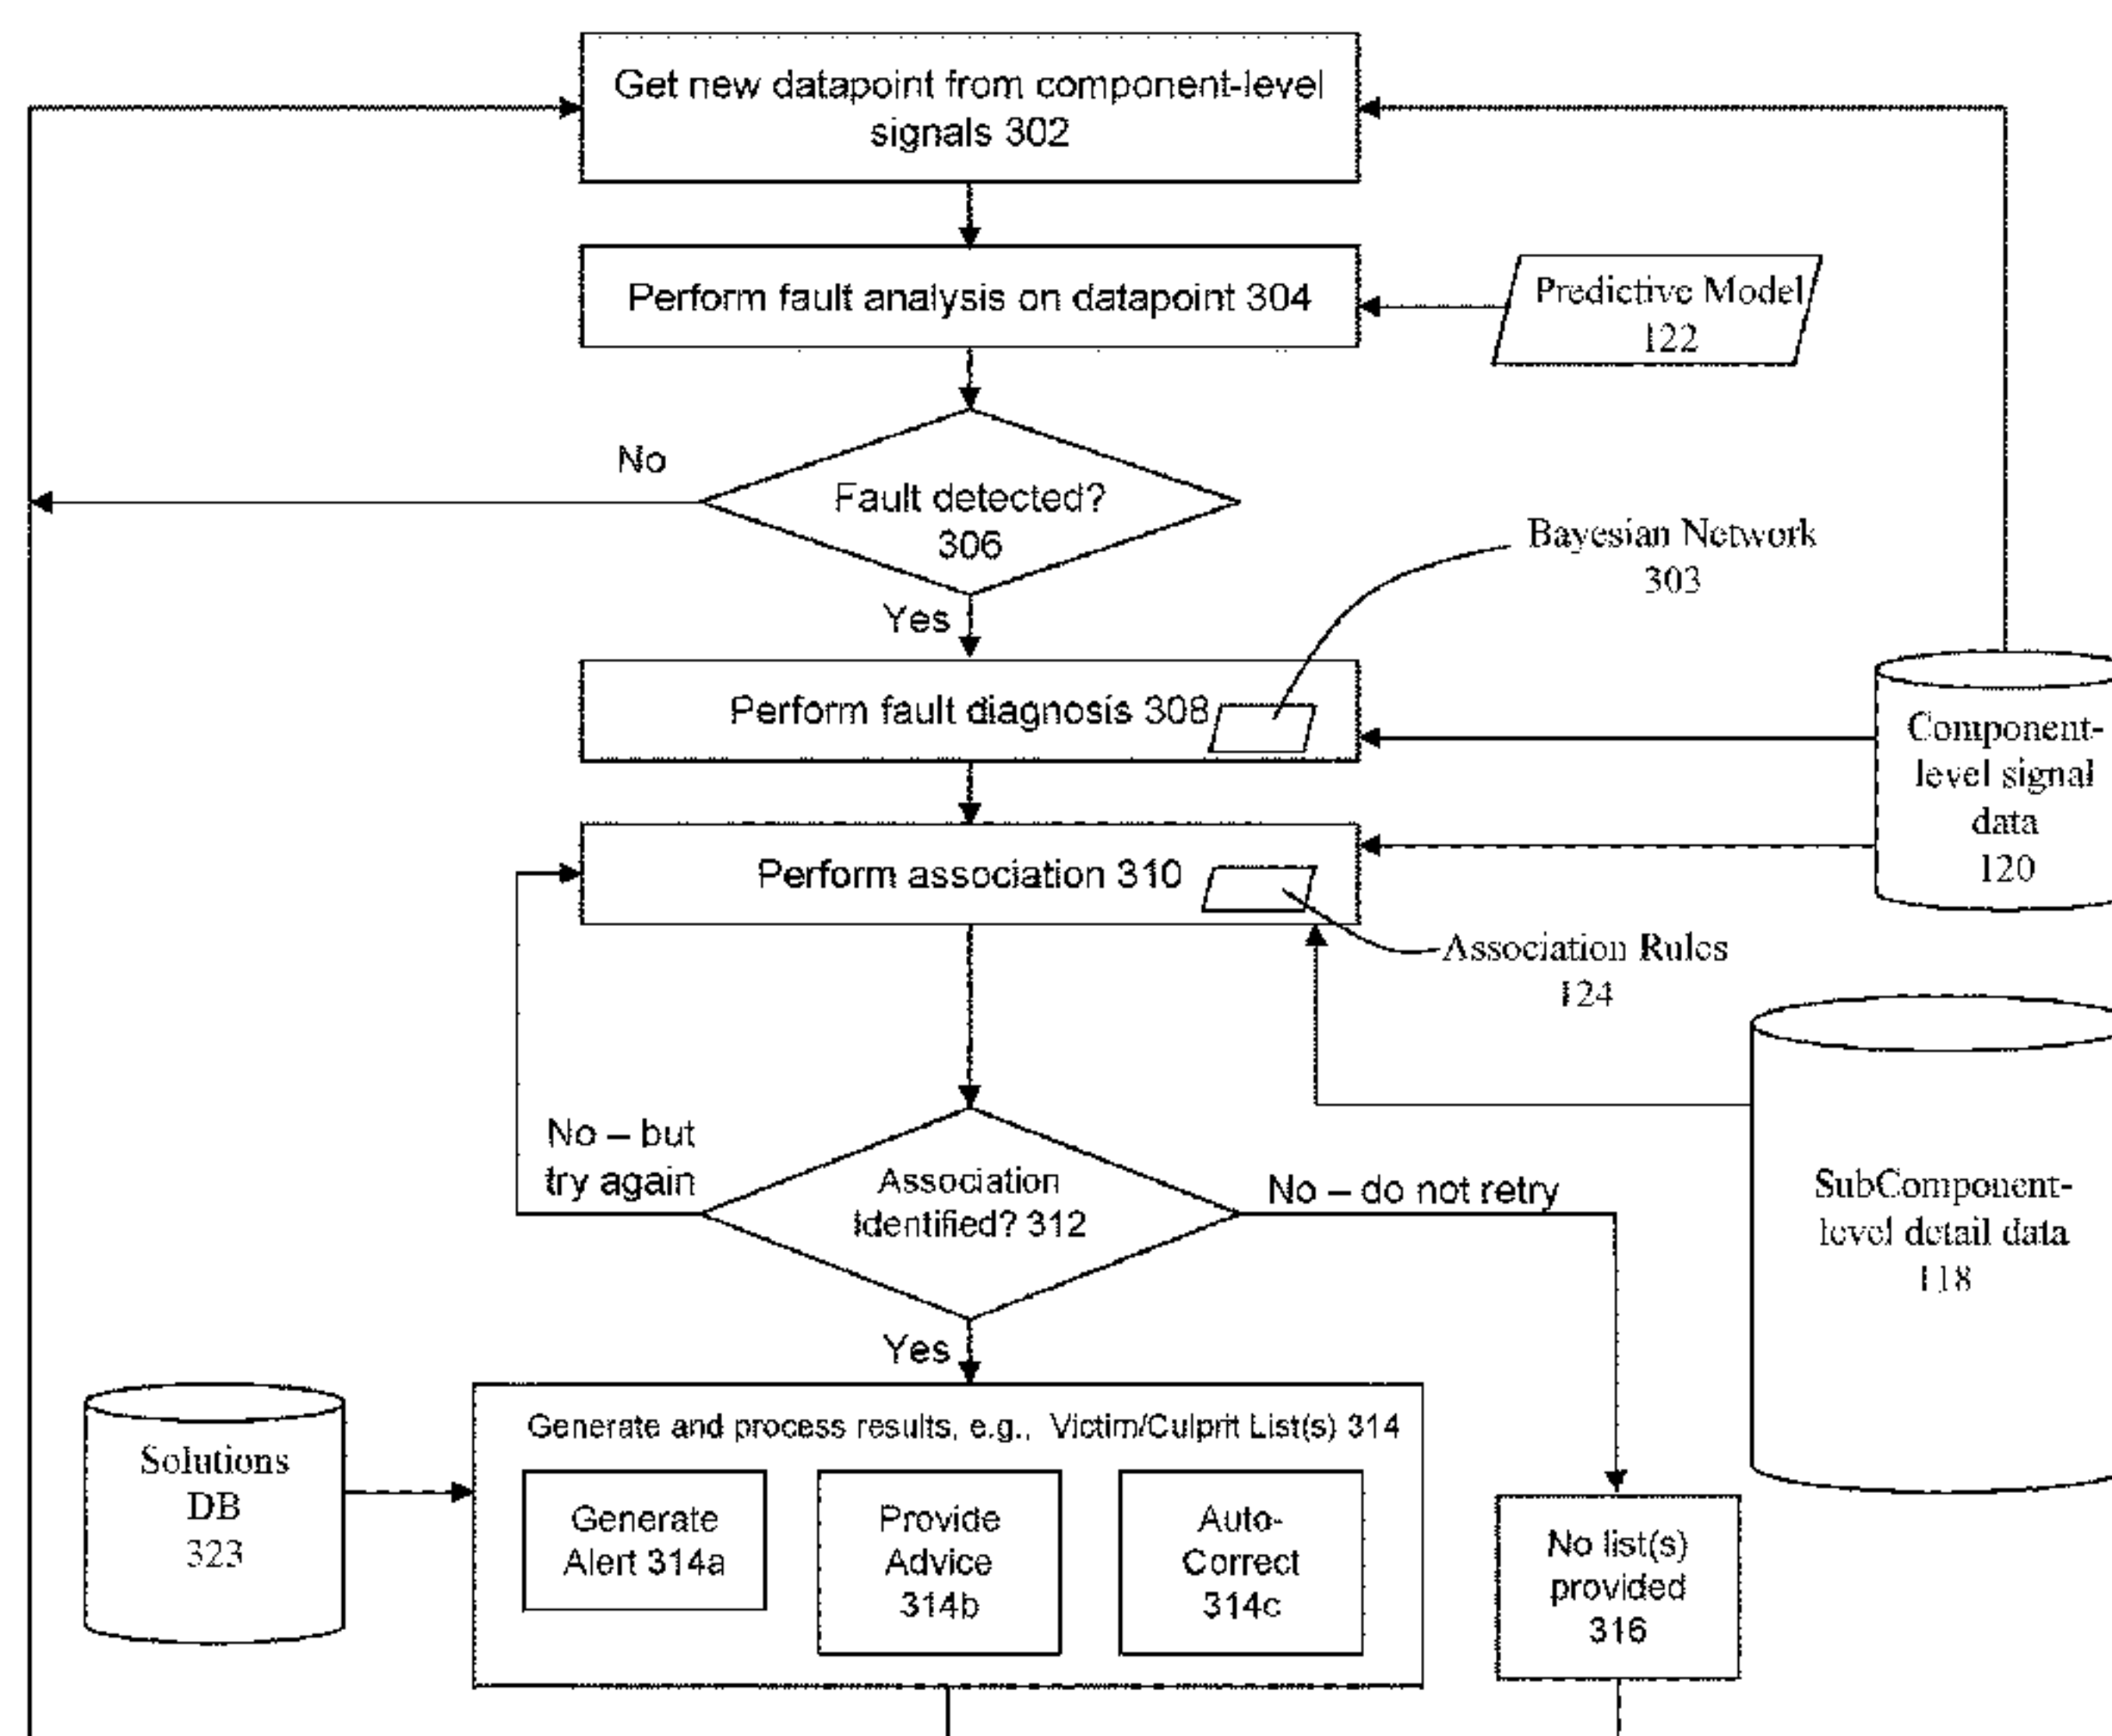 Get new datapoint from component-level
signals 302
Perform fault analysis on datapoint 304
Predictive Model
122
No
Fault detected?
306
Bayesian Network
303
Yes
Perform fault diagnosis 308
Component-
level signal
data
120
Perform association 310
Association Rules
124
No – but
try again
Association
Identified? 312
No – do not retry
SubComponent-
level detail data
118
Yes
Generate and process results, e.g., Victim/Culprit List(s) 314
Solutions
DB
323
Generate
Alert 314a
Provide
Advice
314b
Auto-
Correct
314c
No list(s)
provided
316